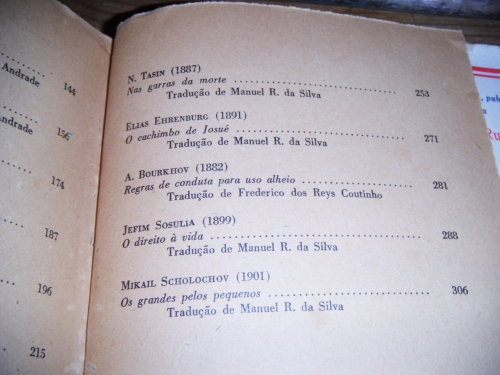 Andrade
144
ndrade
156
174
187
196
215
N. TASIN (1887)
Nas garras da morte ........ 253
Tradução de Manuel R. da Silva
ELIAS EHRENBURG (1891)
O cachimbo de Josué ........ 271
Tradução de Manuel R. da Silva
A. BOURKHOV (1882)
Regras de conduta para uso alheio ........ 281
Tradução de Frederico dos Reys Coutinho
JEFIM SOSULIA (1899)
O direito à vida ........ 288
Tradução de Manuel R. da Silva
MIKAIL SCHOLOCHOV (1901)
Os grandes pelos pequenos ........ 306
Tradução de Manuel R. da Silva
, pub
Ru